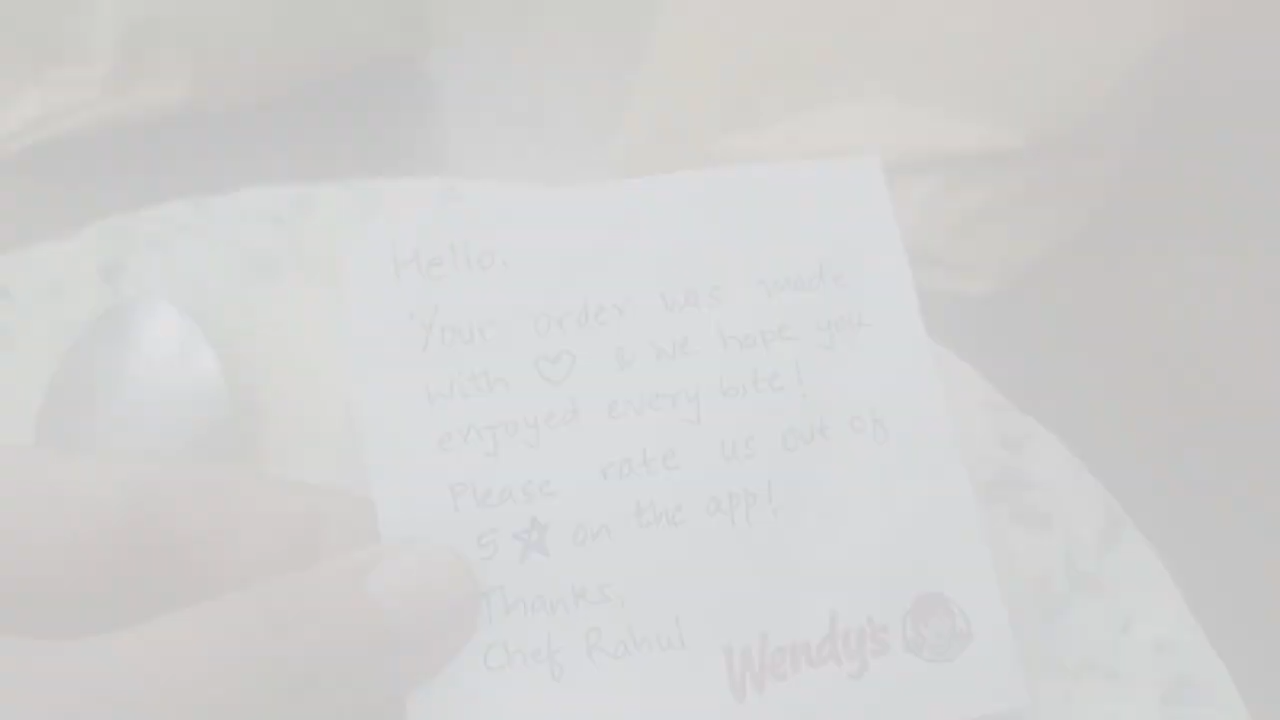 Hello,
Your order was made
with ♡ & we hope you
enjoyed every bite!
Please rate us out of
5 ☆ on the app!
Thanks,
Chef Rahul
Wendy's